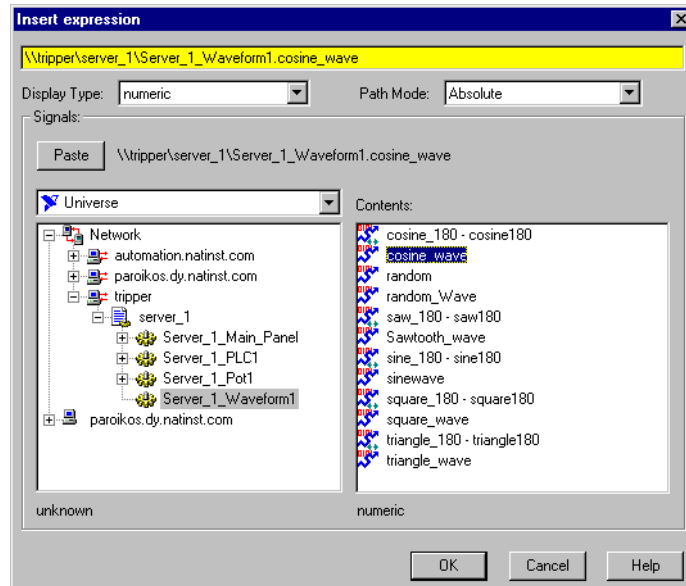 Insert expression
\\tripper\server_1\Server_1_Waveform1.cosine_wave
Display Type: numeric Path Mode: Absolute
Signals:
Paste \\tripper\server_1\Server_1_Waveform1.cosine_wave
Universe
Contents:
Network
automation.natinst.com
paroikos.dy.natinst.com
tripper
server_1
Server_1_Main_Panel
Server_1_PLC1
Server_1_Pot1
Server_1_Waveform1
paroikos.dy.natinst.com
cosine_180 - cosine180
cosine_wave
random
random_Wave
saw_180 - saw180
Sawtooth_wave
sine_180 - sine180
sinewave
square_180 - square180
square_wave
triangle_180 - triangle180
triangle_wave
unknown
numeric
OK Cancel Help